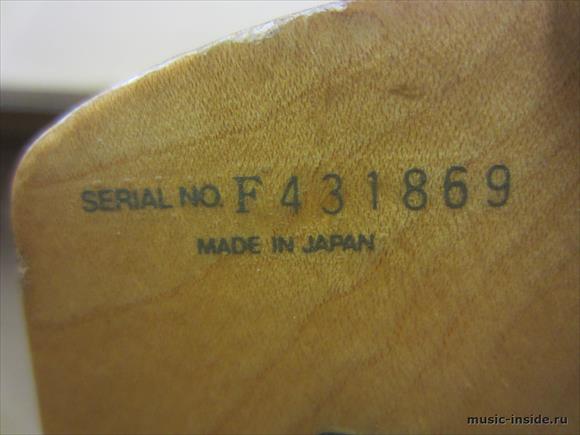 SERIAL NO. F431869
MADE IN JAPAN
music-inside.ru